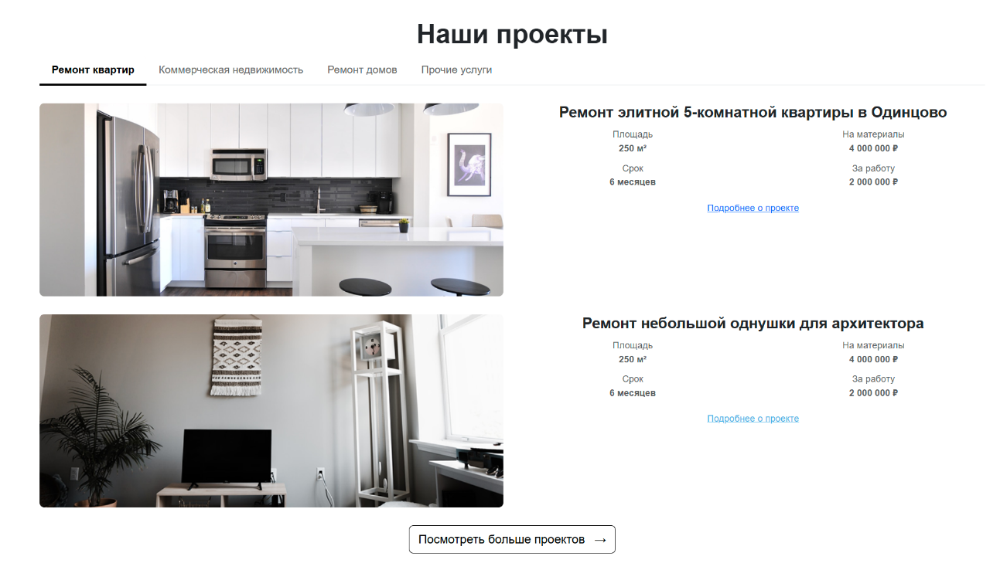 Наши проекты
Ремонт квартир Коммерческая недвижимость Ремонт домов Прочие услуги
Ремонт элитной 5-комнатной квартиры в Одинцово
Площадь На материалы
250 м² 4 000 000 ₽
Срок За работу
6 месяцев 2 000 000 ₽
Подробнее о проекте
Ремонт небольшой однушки для архитектора
Площадь На материалы
250 м² 4 000 000 ₽
Срок За работу
6 месяцев 2 000 000 ₽
Подробнее о проекте
Посмотреть больше проектов →